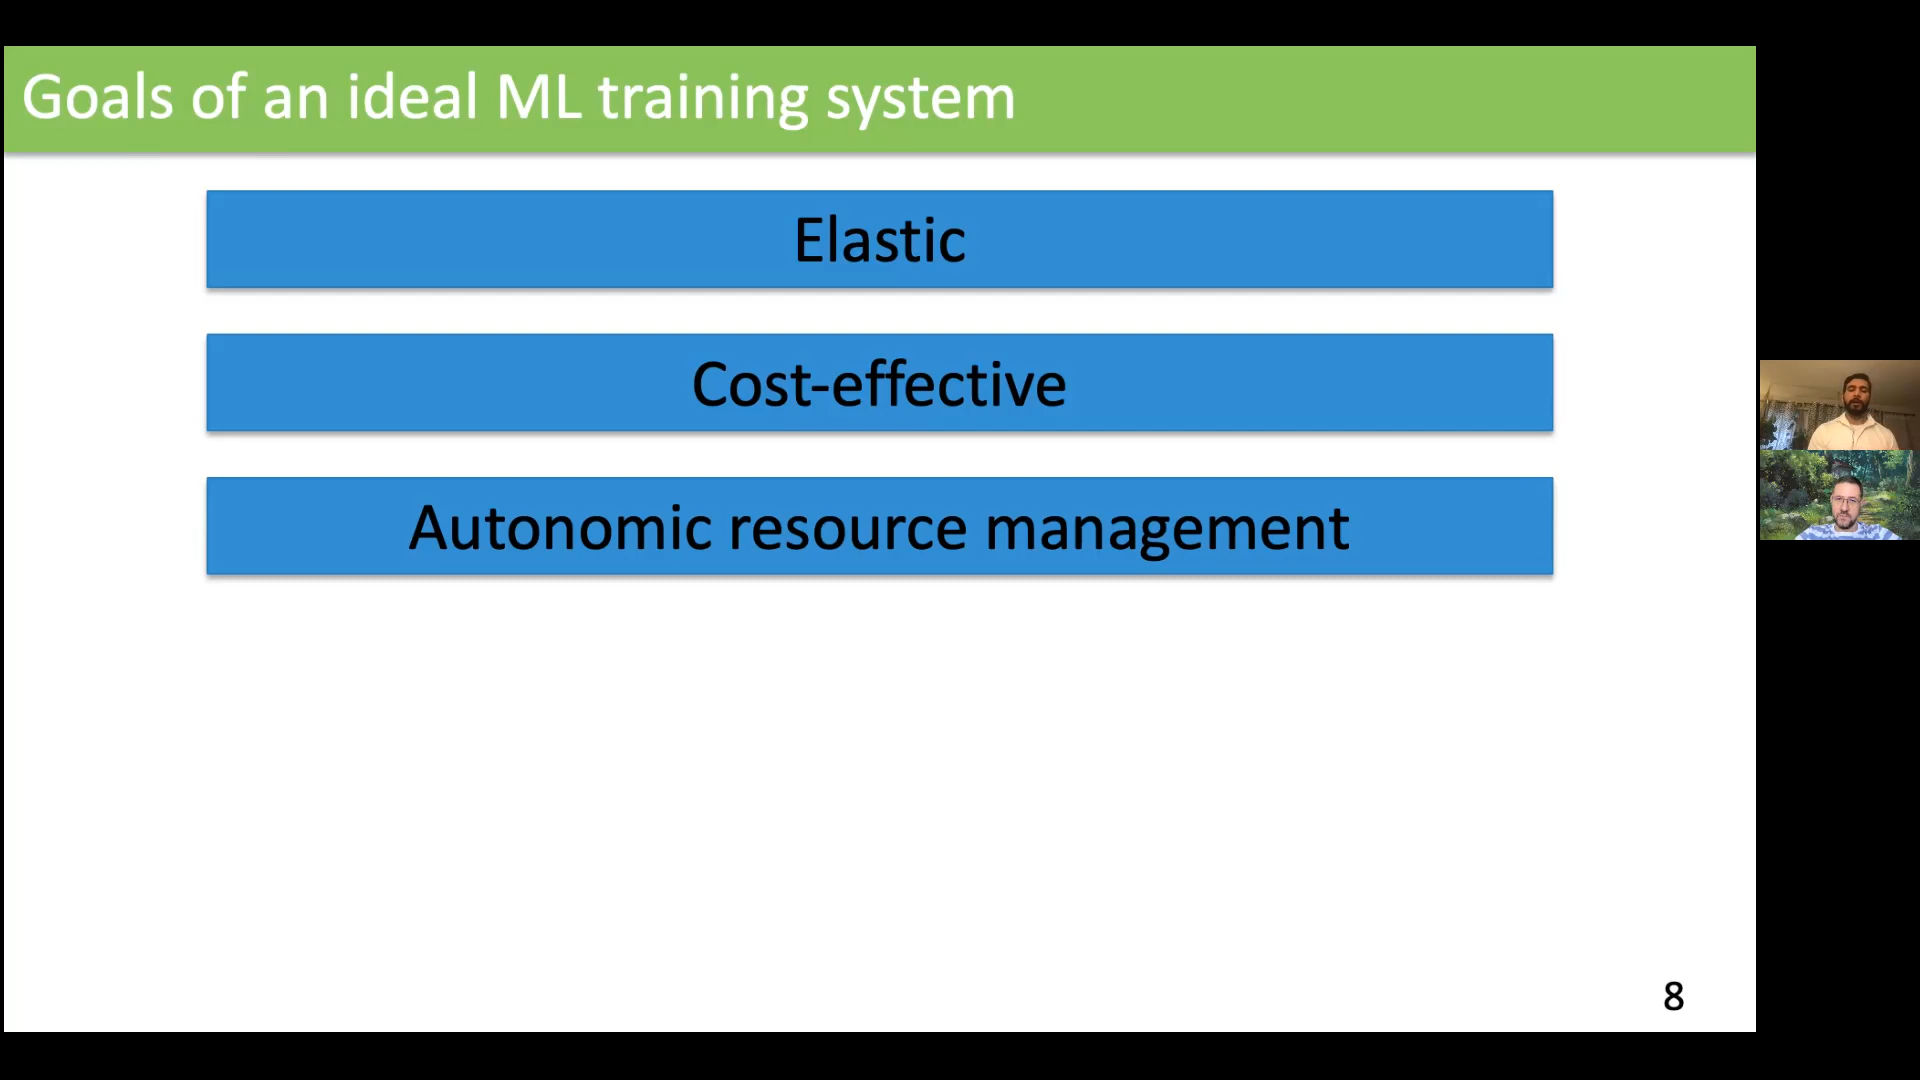 Goals of an ideal ML training system
Elastic
Cost-effective
Autonomic resource management
8